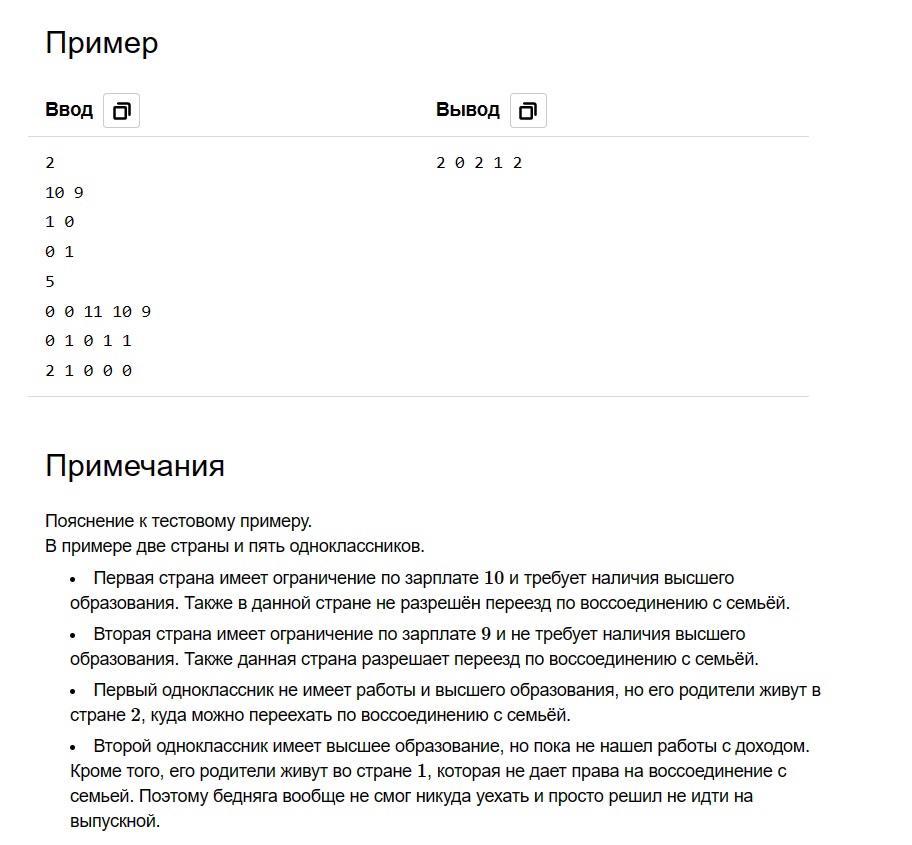 Пример
Ввод Вывод
2 2 0 2 1 2
10 9
1 0
0 1
5
0 0 11 10 9
0 1 0 1 1
2 1 0 0 0
Примечания
Пояснение к тестовому примеру.
В примере две страны и пять одноклассников.
• Первая страна имеет ограничение по зарплате 10 и требует наличия высшего
образования. Также в данной стране не разрешён переезд по воссоединению с семьёй.
• Вторая страна имеет ограничение по зарплате 9 и не требует наличия высшего
образования. Также данная страна разрешает переезд по воссоединению с семьёй.
• Первый одноклассник не имеет работы и высшего образования, но его родители живут в
стране 2, куда можно переехать по воссоединению с семьёй.
• Второй одноклассник имеет высшее образование, но пока не нашел работы с доходом.
Кроме того, его родители живут во стране 1, которая не дает права на воссоединение с
семьей. Поэтому бедняга вообще не смог никуда уехать и просто решил не идти на
выпускной.